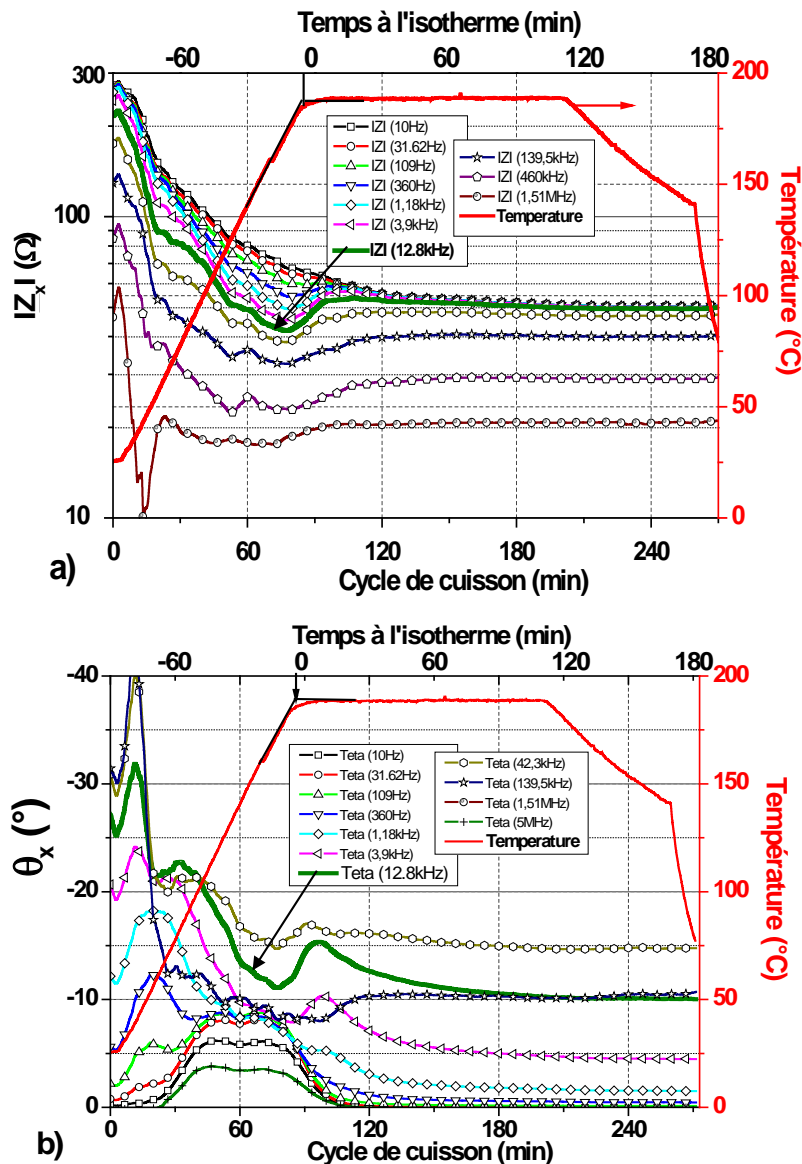 Temps à l'isotherme (min)
-60 0 60 120 180
300
100
10
|Z_x| (Ω)
200
150
100
50
0
Température (°C)
IZI (10Hz)
IZI (31.62Hz)
IZI (109Hz)
IZI (360Hz)
IZI (1,18kHz)
IZI (3,9kHz)
IZI (12.8kHz)
IZI (139,5kHz)
IZI (460kHz)
IZI (1,51MHz)
Temperature
0 60 120 180 240
a)
Cycle de cuisson (min)
Temps à l'isotherme (min)
-60 0 60 120 180
-40
-30
-20
-10
0
θ_x (°)
200
150
100
50
0
Température (°C)
Teta (10Hz)
Teta (31.62Hz)
Teta (109Hz)
Teta (360Hz)
Teta (1,18kHz)
Teta (3,9kHz)
Teta (12.8kHz)
Teta (42,3kHz)
Teta (139,5kHz)
Teta (1,51MHz)
Teta (5MHz)
Temperature
0 60 120 180 240
b)
Cycle de cuisson (min)